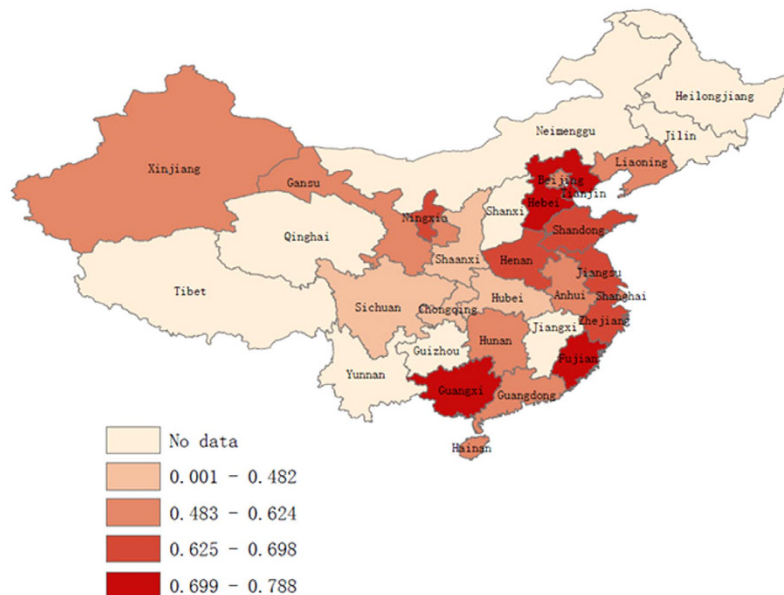 Heilongjiang
Neimenggu
Jilin
Xinjiang
Liaoning
Gansu
Beijing
Tianjin
Hebei
Ningxia
Shanxi
Shandong
Qinghai
Shaanxi
Henan
Jiangsu
Tibet
Anhui
Shanghai
Sichuan
Chongqing
Hubei
Zhejiang
Jiangxi
Hunan
Guizhou
Fujian
Yunnan
Guangxi
Guangdong
Hainan
No data
0.001 - 0.482
0.483 - 0.624
0.625 - 0.698
0.699 - 0.788